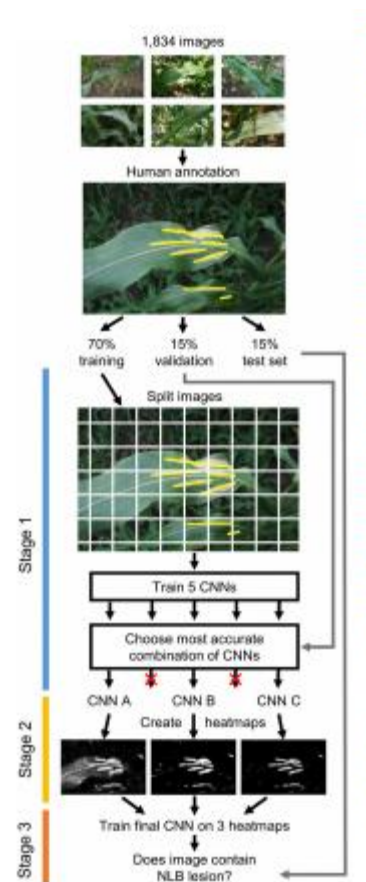 1,834 images
Human annotation
70%
training
15%
validation
15%
test set
Split images
Stage 1
Train 5 CNNs
Choose most accurate
combination of CNNs
CNN A
CNN B
CNN C
Stage 2
Create heatmaps
Train final CNN on 3 heatmaps
Stage 3
Does image contain
NLB lesion?